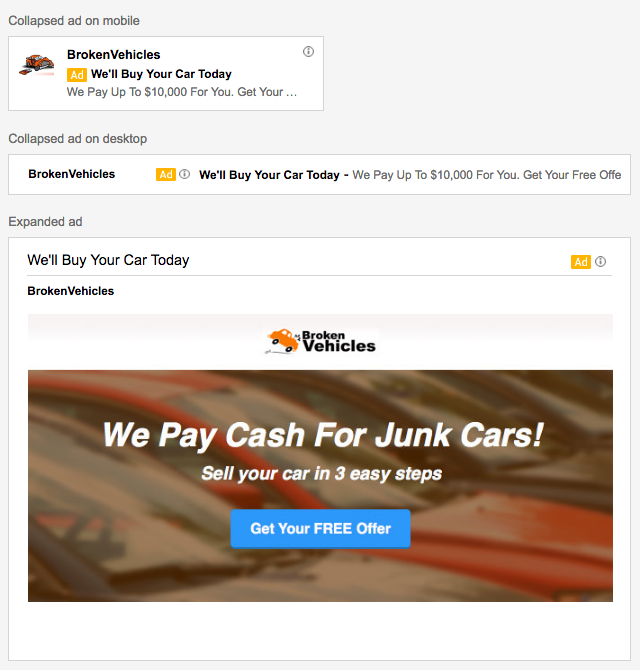 Collapsed ad on mobile
BrokenVehicles
Ad We'll Buy Your Car Today
We Pay Up To $10,000 For You. Get Your ...
Collapsed ad on desktop
BrokenVehicles Ad We'll Buy Your Car Today - We Pay Up To $10,000 For You. Get Your Free Offe
Expanded ad
We'll Buy Your Car Today Ad
BrokenVehicles
Broken
Vehicles
We Pay Cash For Junk Cars!
Sell your car in 3 easy steps
Get Your FREE Offer